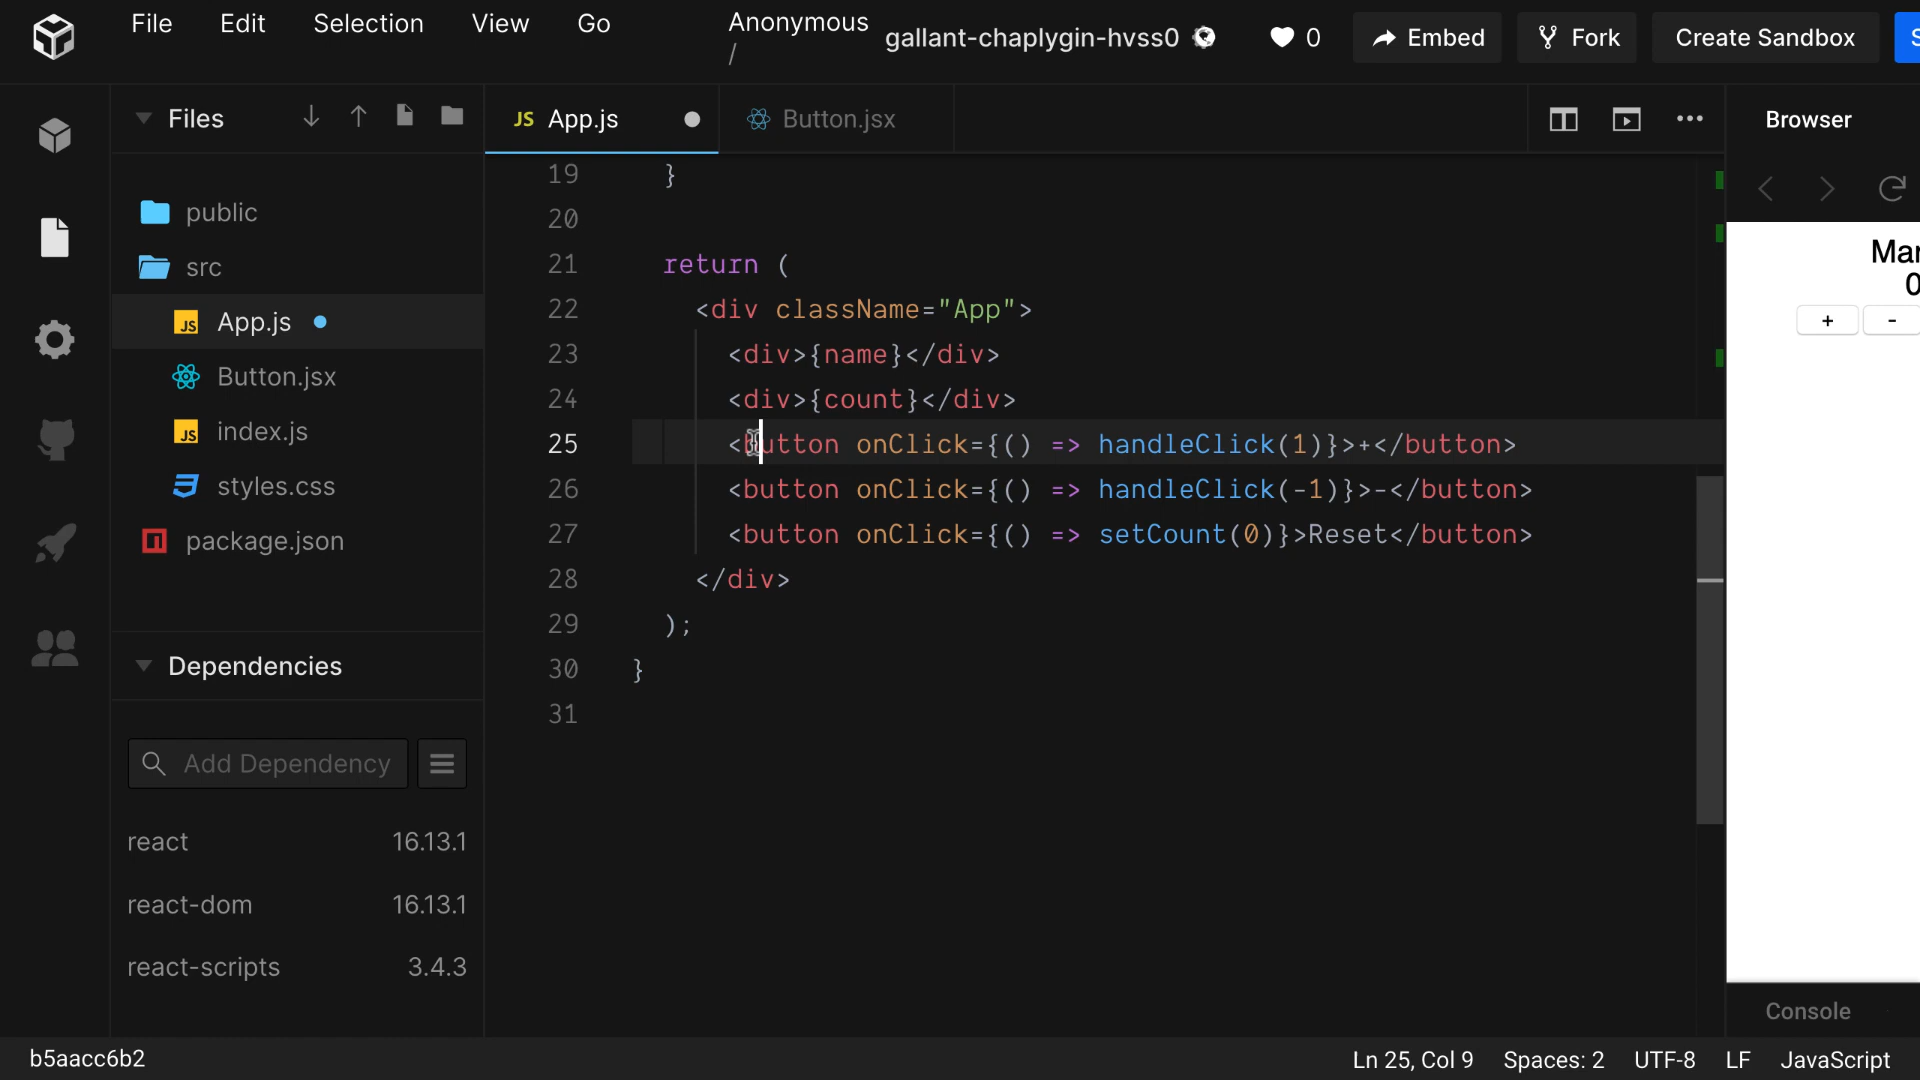 File Edit Selection View Go
Anonymous
/
gallant-chaplygin-hvss0
0
Embed
Fork
Create Sandbox
Files
JS App.js
Button.jsx
Browser
public
src
JS App.js
Button.jsx
JS index.js
styles.css
package.json
Dependencies
Add Dependency
react 16.13.1
react-dom 16.13.1
react-scripts 3.4.3
19 }
20
21 return (
22 <div className="App">
23 <div>{name}</div>
24 <div>{count}</div>
25 <button onClick={() => handleClick(1)}>+</button>
26 <button onClick={() => handleClick(-1)}>-</button>
27 <button onClick={() => setCount(0)}>Reset</button>
28 </div>
29 );
30 }
31
Mar
0
+ -
Console
b5aacc6b2
Ln 25, Col 9 Spaces: 2 UTF-8 LF JavaScript